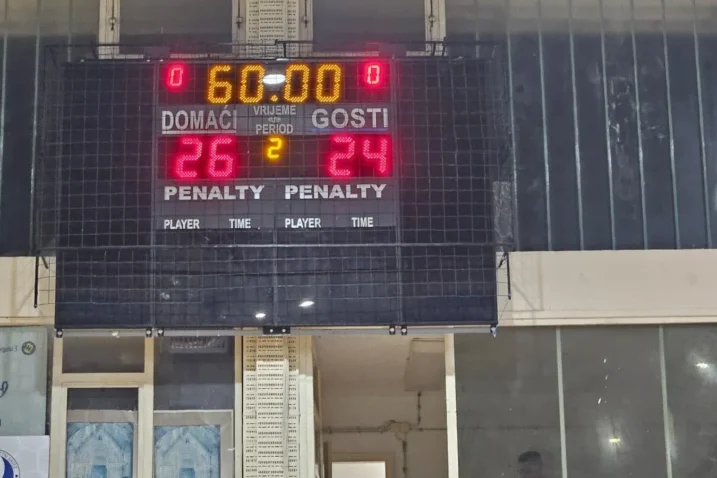 0 60:00 0
DOMAĆI VRIJEME GOSTI
PERIOD
26 2 24
PENALTY PENALTY
PLAYER TIME PLAYER TIME